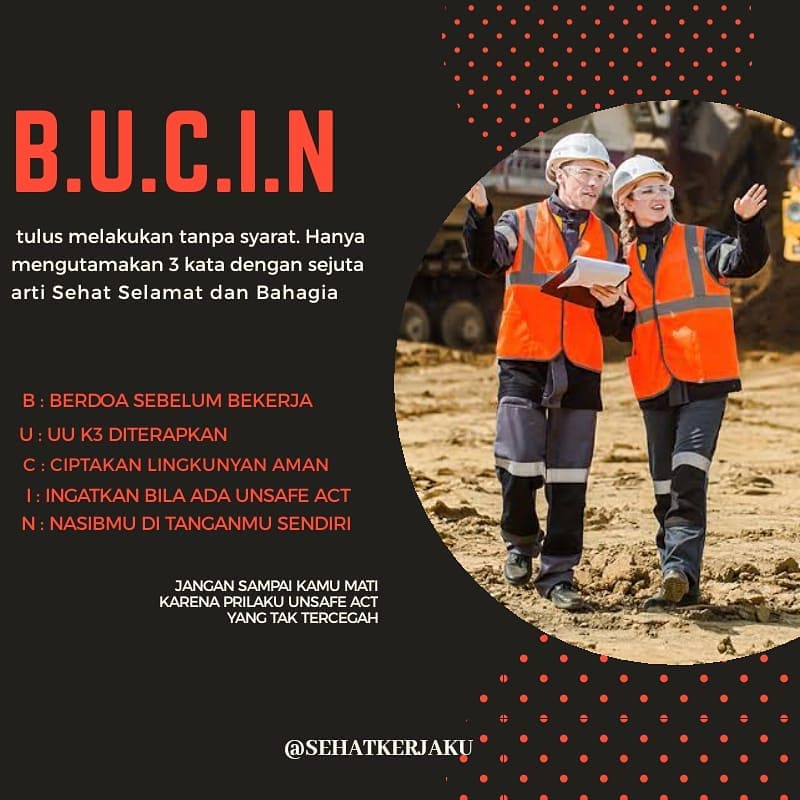 B.U.C.I.N
tulus melakukan tanpa syarat. Hanya
mengutamakan 3 kata dengan sejuta
arti Sehat Selamat dan Bahagia
B : BERDOA SEBELUM BEKERJA
U : UU K3 DITERAPKAN
C : CIPTAKAN LINGKUNYAN AMAN
I : INGATKAN BILA ADA UNSAFE ACT
N : NASIBMU DI TANGANMU SENDIRI
JANGAN SAMPAI KAMU MATI
KARENA PRILAKU UNSAFE ACT
YANG TAK TERCEGAH
@SEHATKERJAKU